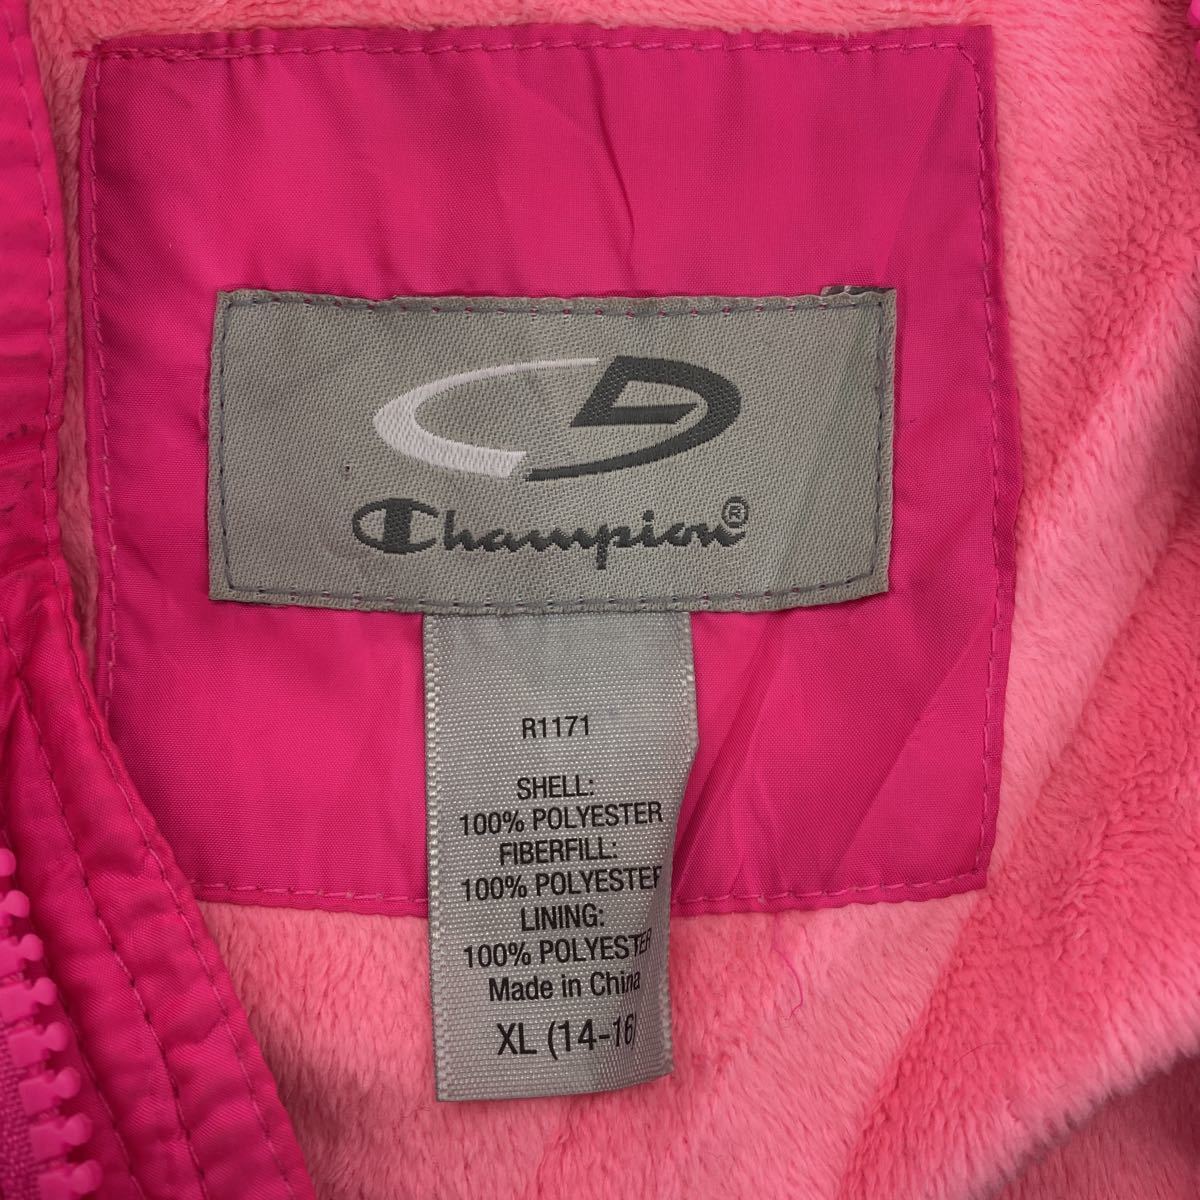 Champion®
R1171
SHELL:
100% POLYESTER
FIBERFILL:
100% POLYESTER
LINING:
100% POLYESTER
Made in China
XL (14-16)